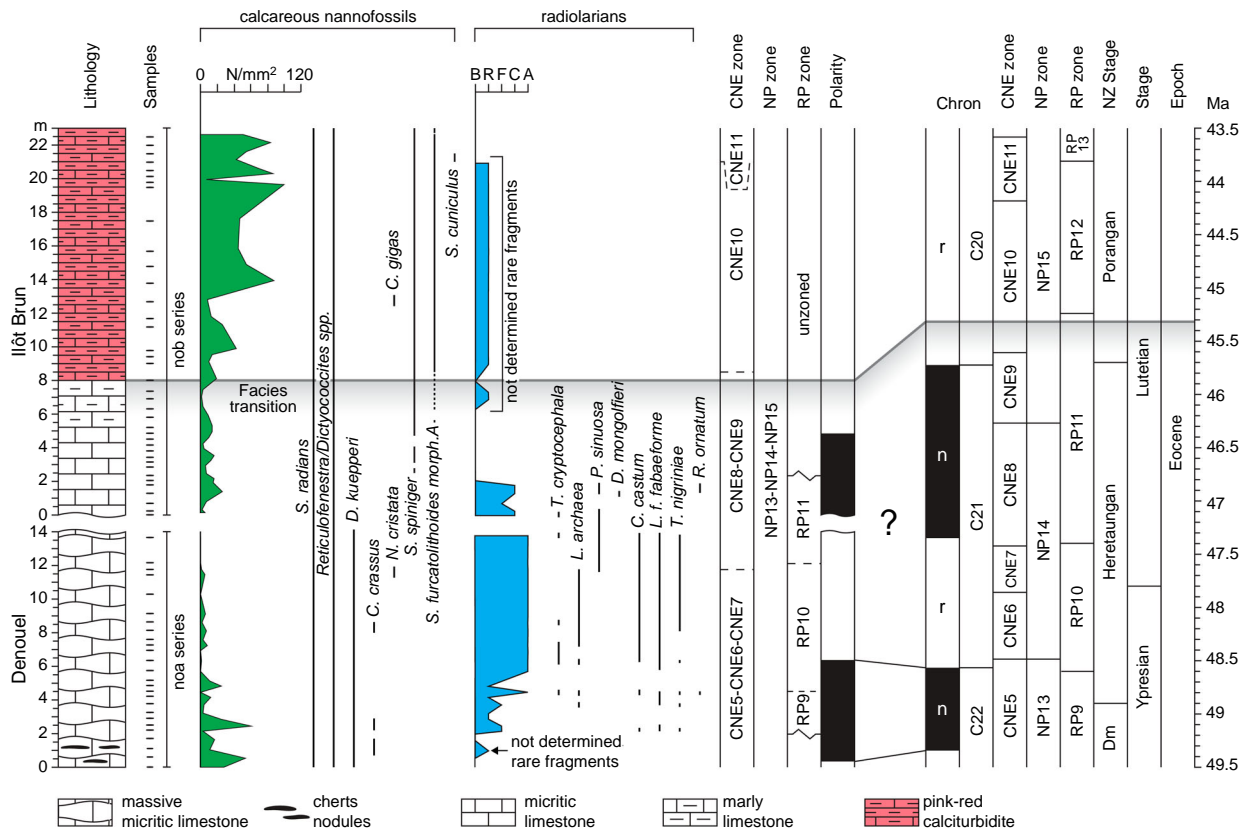 calcareous nannofossils
radiolarians
Lithology
Samples
0 N/mm² 120
B R F C A
CNE zone
NP zone
RP zone
Polarity
Chron
CNE zone
NP zone
RP zone
NZ Stage
Stage
Epoch
Ma
m
22
20
18
16
14
12
10
8
6
4
2
0
14
12
10
8
6
4
2
0
Ilôt Brun
Denouel
nob series
noa series
Facies
transition
S. radians
Reticulofenestra/Dictyococcites spp.
D. kuepperi
C. crassus
N. cristata
C. gigas
S. spiniger
S. furcatolithoides morph.A
S. cuniculus
not determined rare fragments
not determined
rare fragments
T. cryptocephala
L. archaea
P. sinuosa
D. mongolfieri
C. castum
L. f. fabaeforme
T. nigriniae
R. ornatum
CNE11
CNE10
CNE8-CNE9
CNE5-CNE6-CNE7
NP13-NP14-NP15
unzoned
RP11
RP10
RP9
?
r
n
r
n
C20
C21
C22
CNE11
CNE10
CNE9
CNE8
CNE7
CNE6
CNE5
NP15
NP14
NP13
RP
13
RP12
RP11
RP10
RP9
Porangan
Heretaungan
Dm
Lutetian
Ypresian
Eocene
43.5
44
44.5
45
45.5
46
46.5
47
47.5
48
48.5
49
49.5
massive
micritic limestone
cherts
nodules
micritic
limestone
marly
limestone
pink-red
calciturbidite